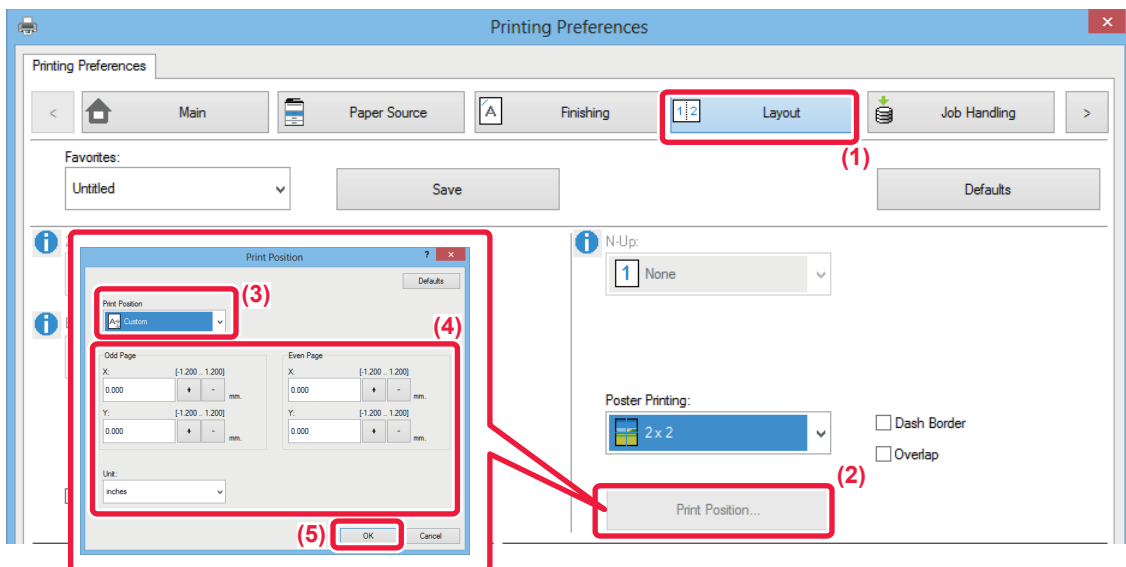 Printing Preferences
Printing Preferences
< Main Paper Source Finishing 1 2 Layout Job Handling >
(1)
Favorites:
Untitled Save Defaults
N-Up:
1 None
Print Position ?
Defaults
Print Position (3)
Custom
(4)
Odd Page Even Page
X: [-1.200 .. 1.200] X: [-1.200 .. 1.200]
0.000 + - mm. 0.000 + - mm.
Y: [-1.200 .. 1.200] Y: [-1.200 .. 1.200]
0.000 + - mm. 0.000 + - mm.
Unit:
inches
(5) OK Cancel
Poster Printing:
2 x 2
Dash Border
Overlap
(2)
Print Position...